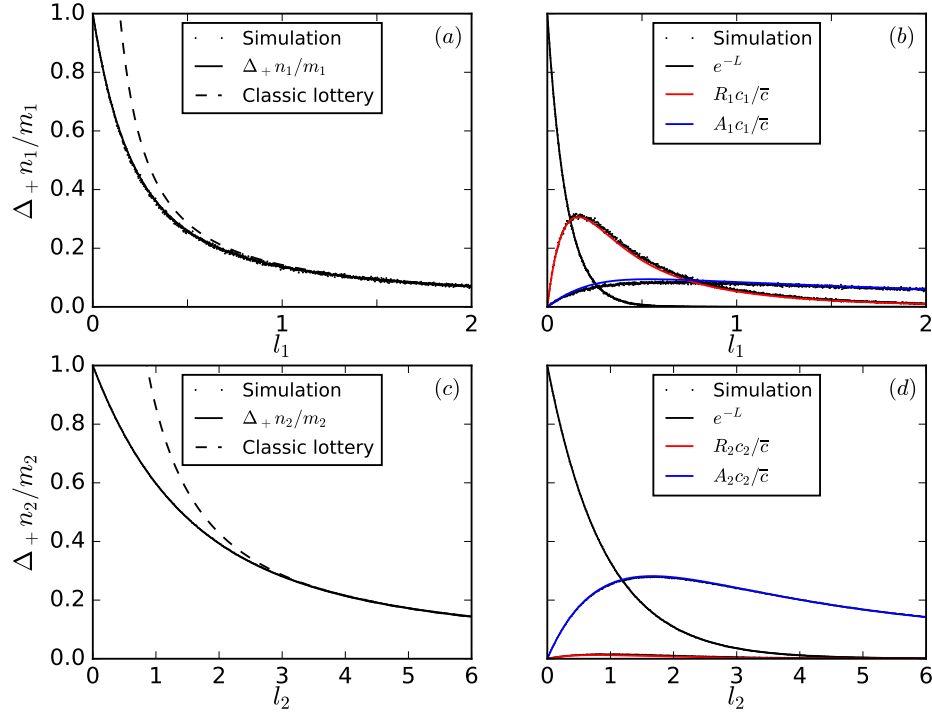 (a)
Simulation
Δ₊n₁/m₁
Classic lottery
Δ₊n₁/m₁
1.0
0.8
0.6
0.4
0.2
0.0
0 1 2
l₁
(b)
Simulation
e⁻ᴸ
R₁c₁/c̅
A₁c₁/c̅
0 1 2
l₁
(c)
Simulation
Δ₊n₂/m₂
Classic lottery
Δ₊n₂/m₂
1.0
0.8
0.6
0.4
0.2
0.0
0 1 2 3 4 5 6
l₂
(d)
Simulation
e⁻ᴸ
R₂c₂/c̅
A₂c₂/c̅
0 1 2 3 4 5 6
l₂